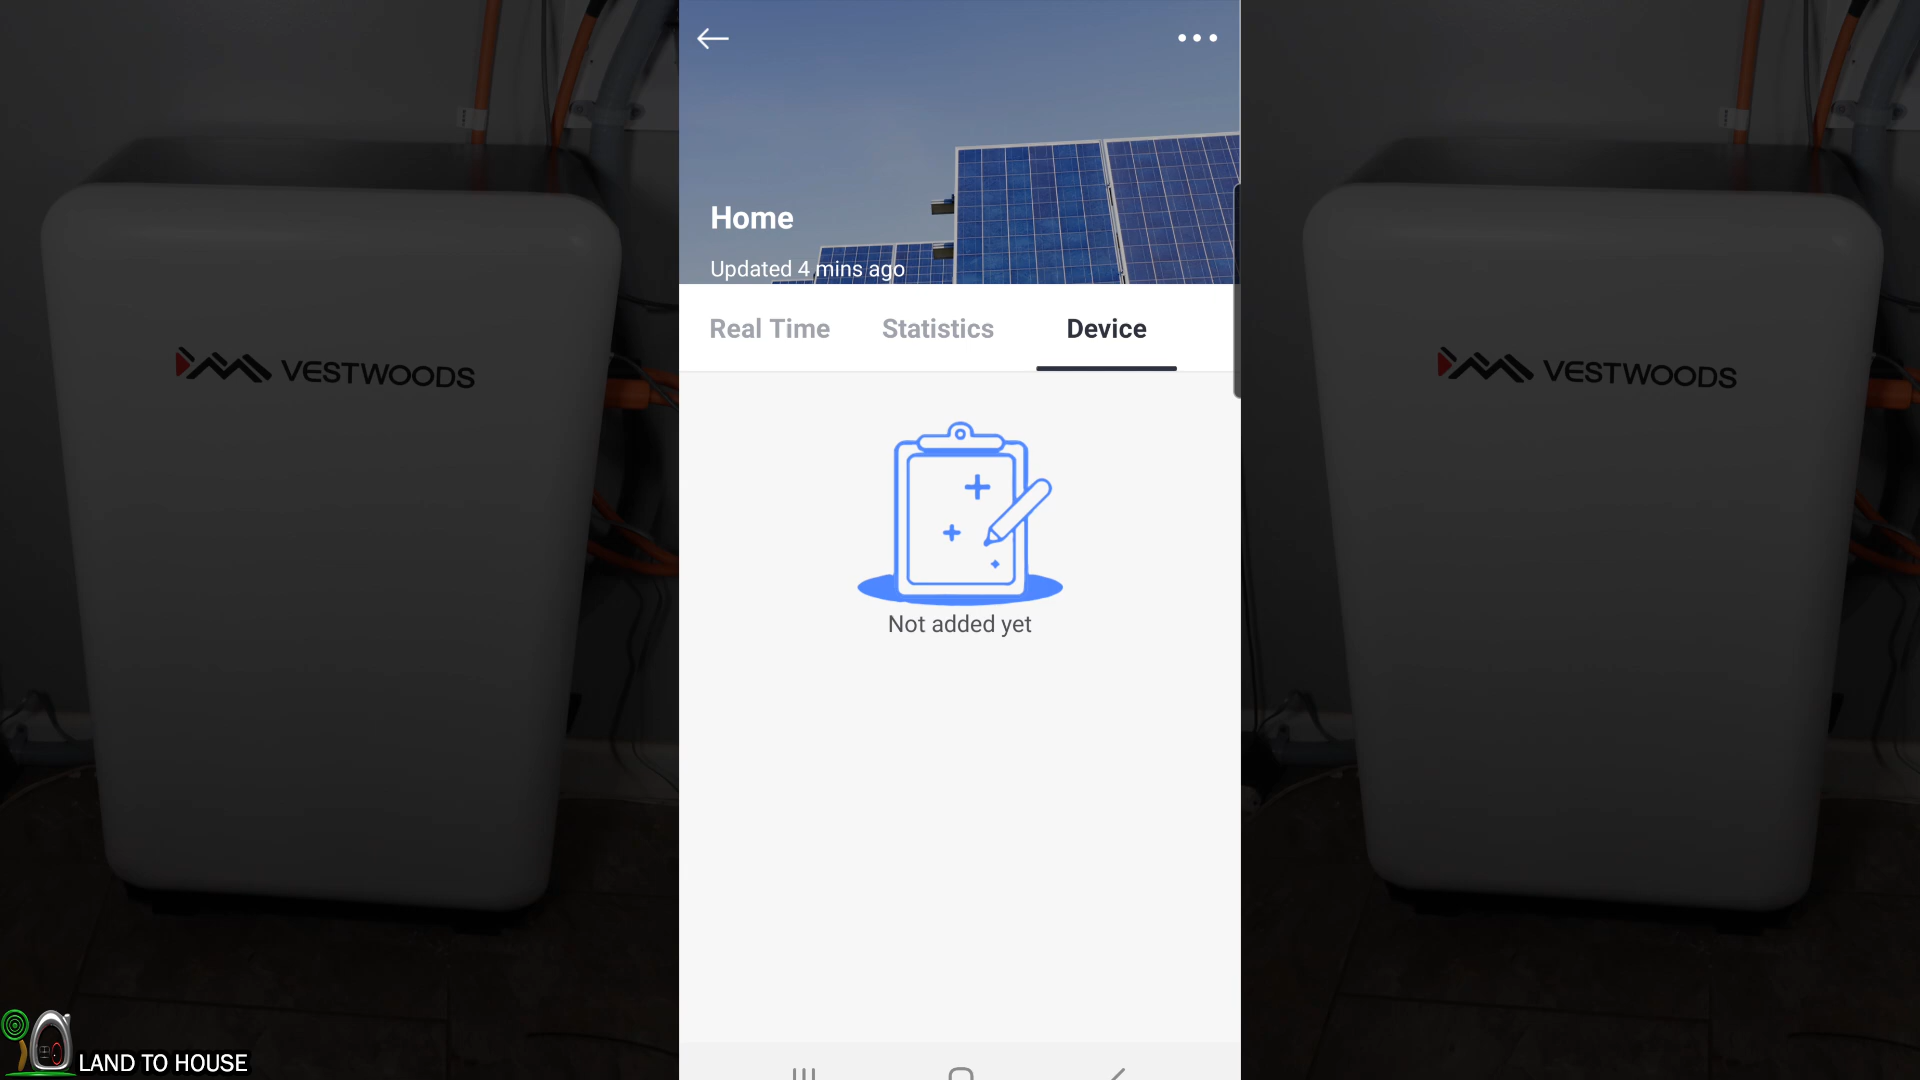 Home
Updated 4 mins ago
Real Time
Statistics
Device
Not added yet
VESTWOODS
VESTWOODS
LAND TO HOUSE